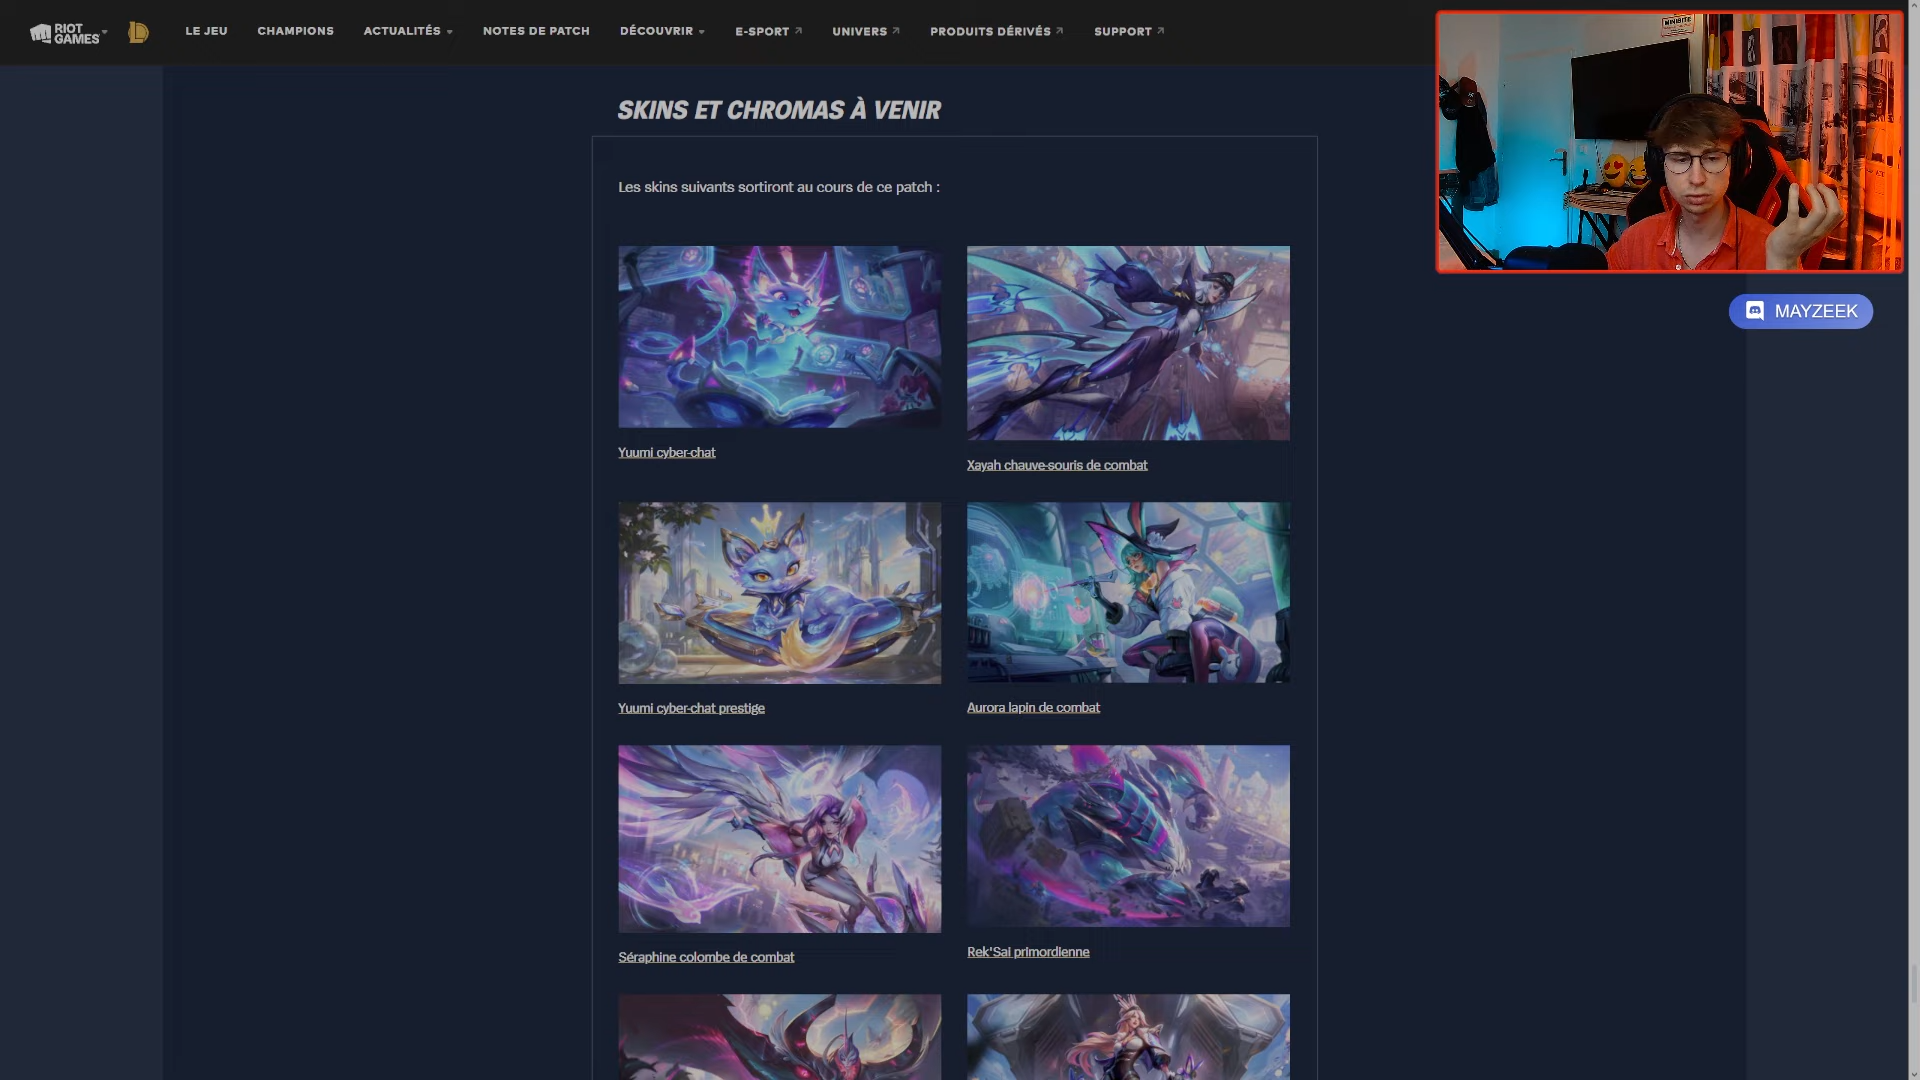 RIOT GAMES
LE JEU
CHAMPIONS
ACTUALITÉS
NOTES DE PATCH
DÉCOUVRIR
E-SPORT
UNIVERS
PRODUITS DÉRIVÉS
SUPPORT
SKINS ET CHROMAS À VENIR
Les skins suivants sortiront au cours de ce patch :
MAYZEEK
Yuumi cyber-chat
Xayah chauve-souris de combat
Yuumi cyber-chat prestige
Aurora lapin de combat
Séraphine colombe de combat
Rek'Sai primordienne